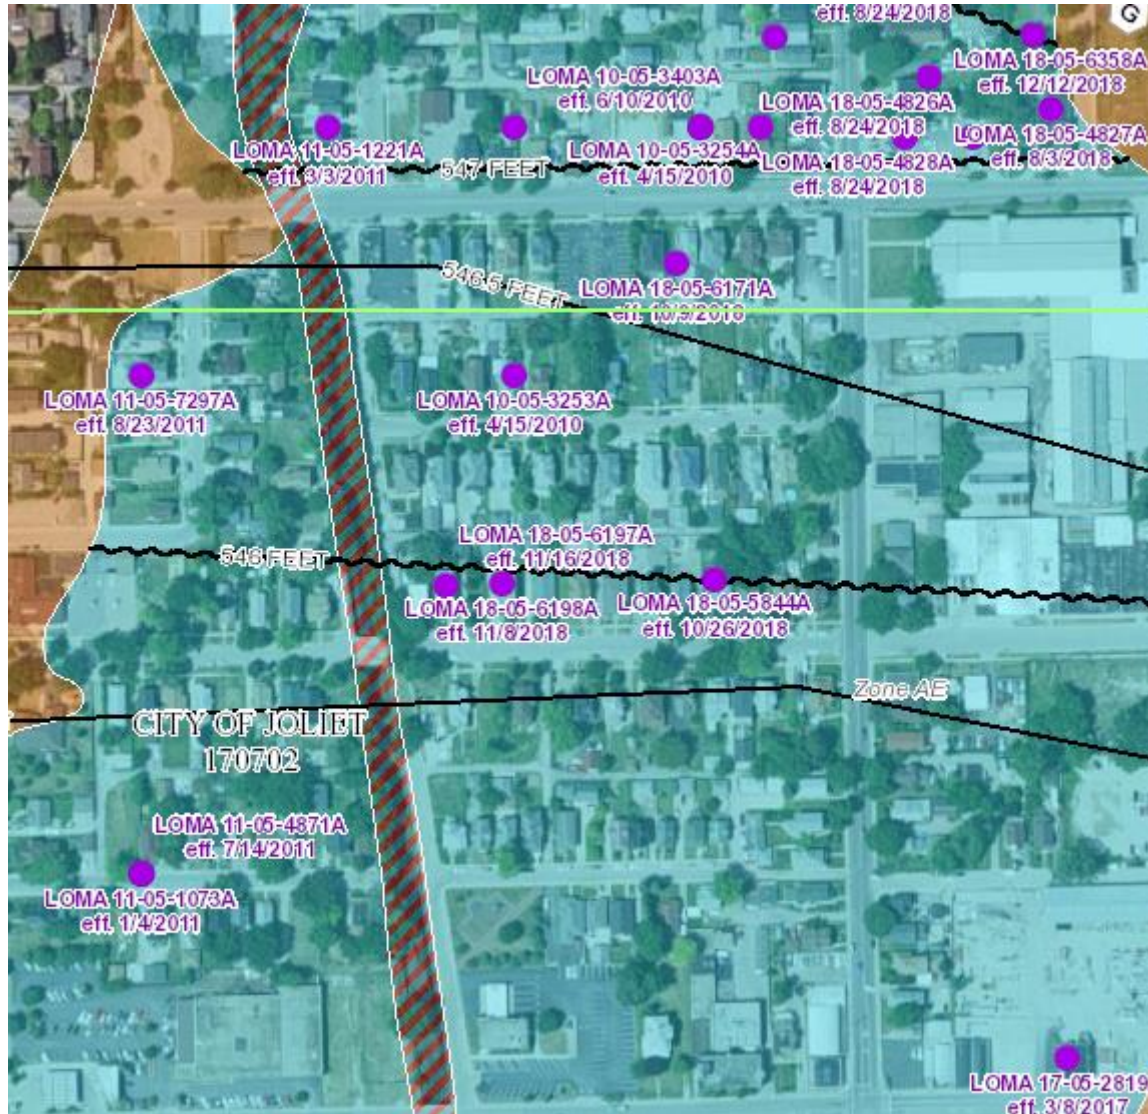 eff. 8/24/2018
G
LOMA 18-05-6358A
eff. 12/12/2018
LOMA 10-05-3403A
eff. 6/10/2010
LOMA 18-05-4826A
eff. 8/24/2018
LOMA 18-05-4827A
eff. 8/3/2018
LOMA 11-05-1221A
eff. 3/3/2011
547 FEET
LOMA 10-05-3254A
eff. 4/15/2010
LOMA 18-05-4828A
eff. 8/24/2018
546.5 FEET
LOMA 18-05-6171A
eff. 10/9/2018
LOMA 11-05-7297A
eff. 8/23/2011
LOMA 10-05-3253A
eff. 4/15/2010
546 FEET
LOMA 18-05-6197A
eff. 11/16/2018
LOMA 18-05-6198A
eff. 11/8/2018
LOMA 18-05-5844A
eff. 10/26/2018
Zone AE
CITY OF JOLIET
170702
LOMA 11-05-4871A
eff. 7/14/2011
LOMA 11-05-1073A
eff. 1/4/2011
LOMA 17-05-2819
eff. 3/8/2017